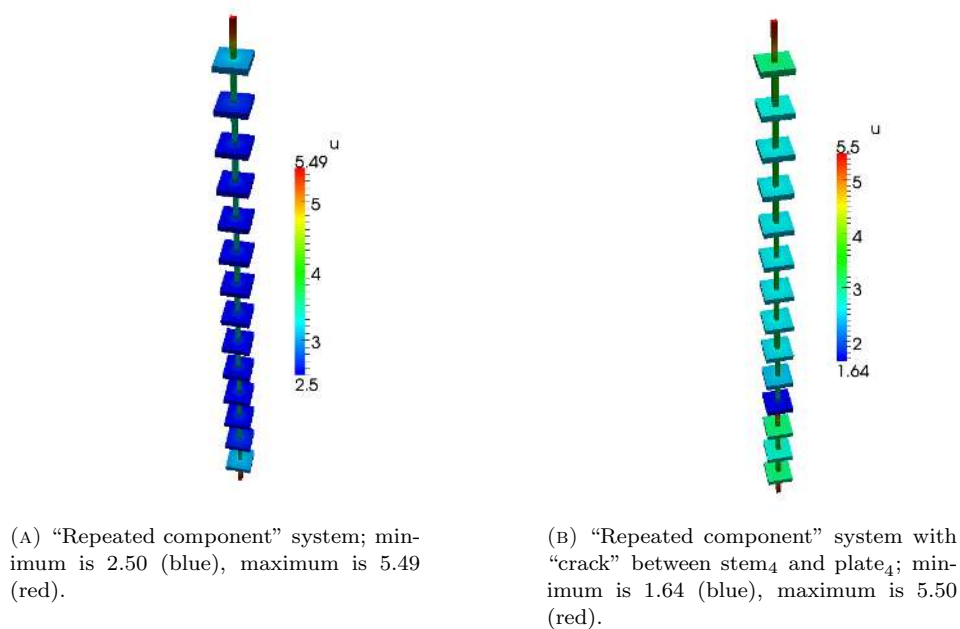 u
5.49
5
4
3
2.5
u
5.5
5
4
3
2
1.64
(A) “Repeated component” system; min-
imum is 2.50 (blue), maximum is 5.49
(red).
(B) “Repeated component” system with
“crack” between stem₄ and plate₄; min-
imum is 1.64 (blue), maximum is 5.50
(red).